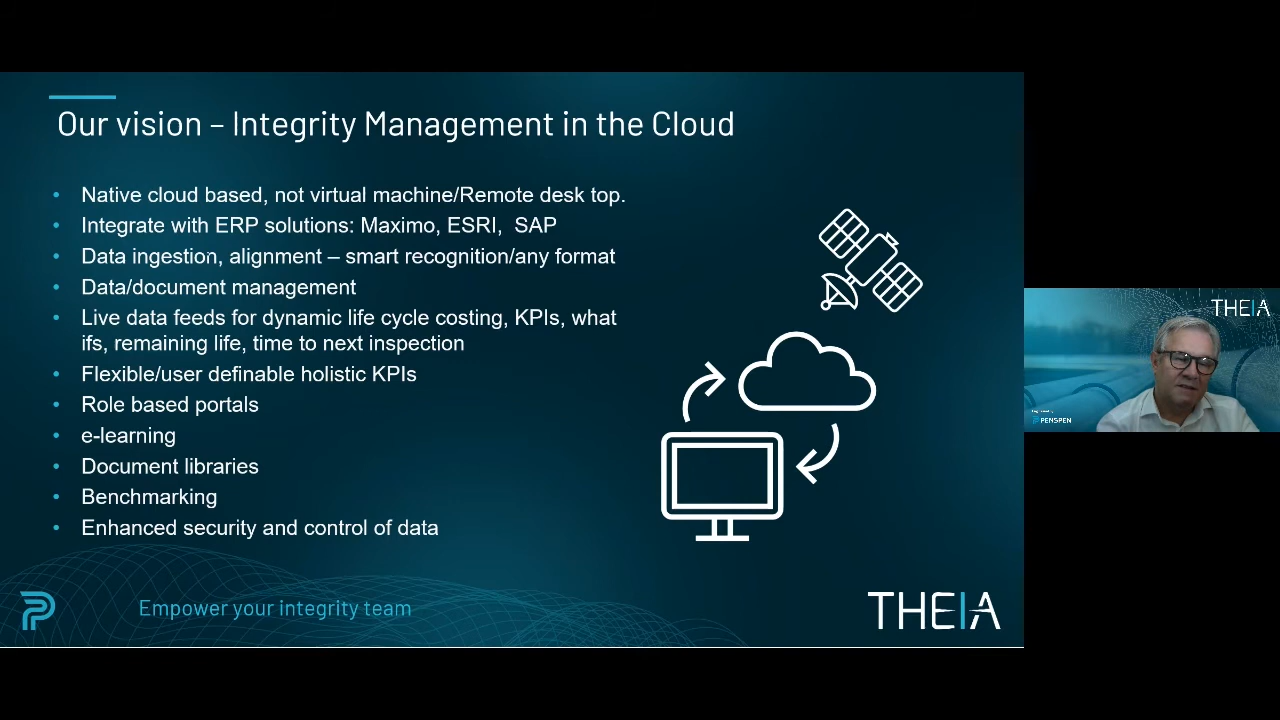 Our vision – Integrity Management in the Cloud
• Native cloud based, not virtual machine/Remote desk top.
• Integrate with ERP solutions: Maximo, ESRI, SAP
• Data ingestion, alignment – smart recognition/any format
• Data/document management
• Live data feeds for dynamic life cycle costing, KPIs, what
ifs, remaining life, time to next inspection
• Flexible/user definable holistic KPIs
• Role based portals
• e-learning
• Document libraries
• Benchmarking
• Enhanced security and control of data
Empower your integrity team
THEIA
THEIA
PENSPEN